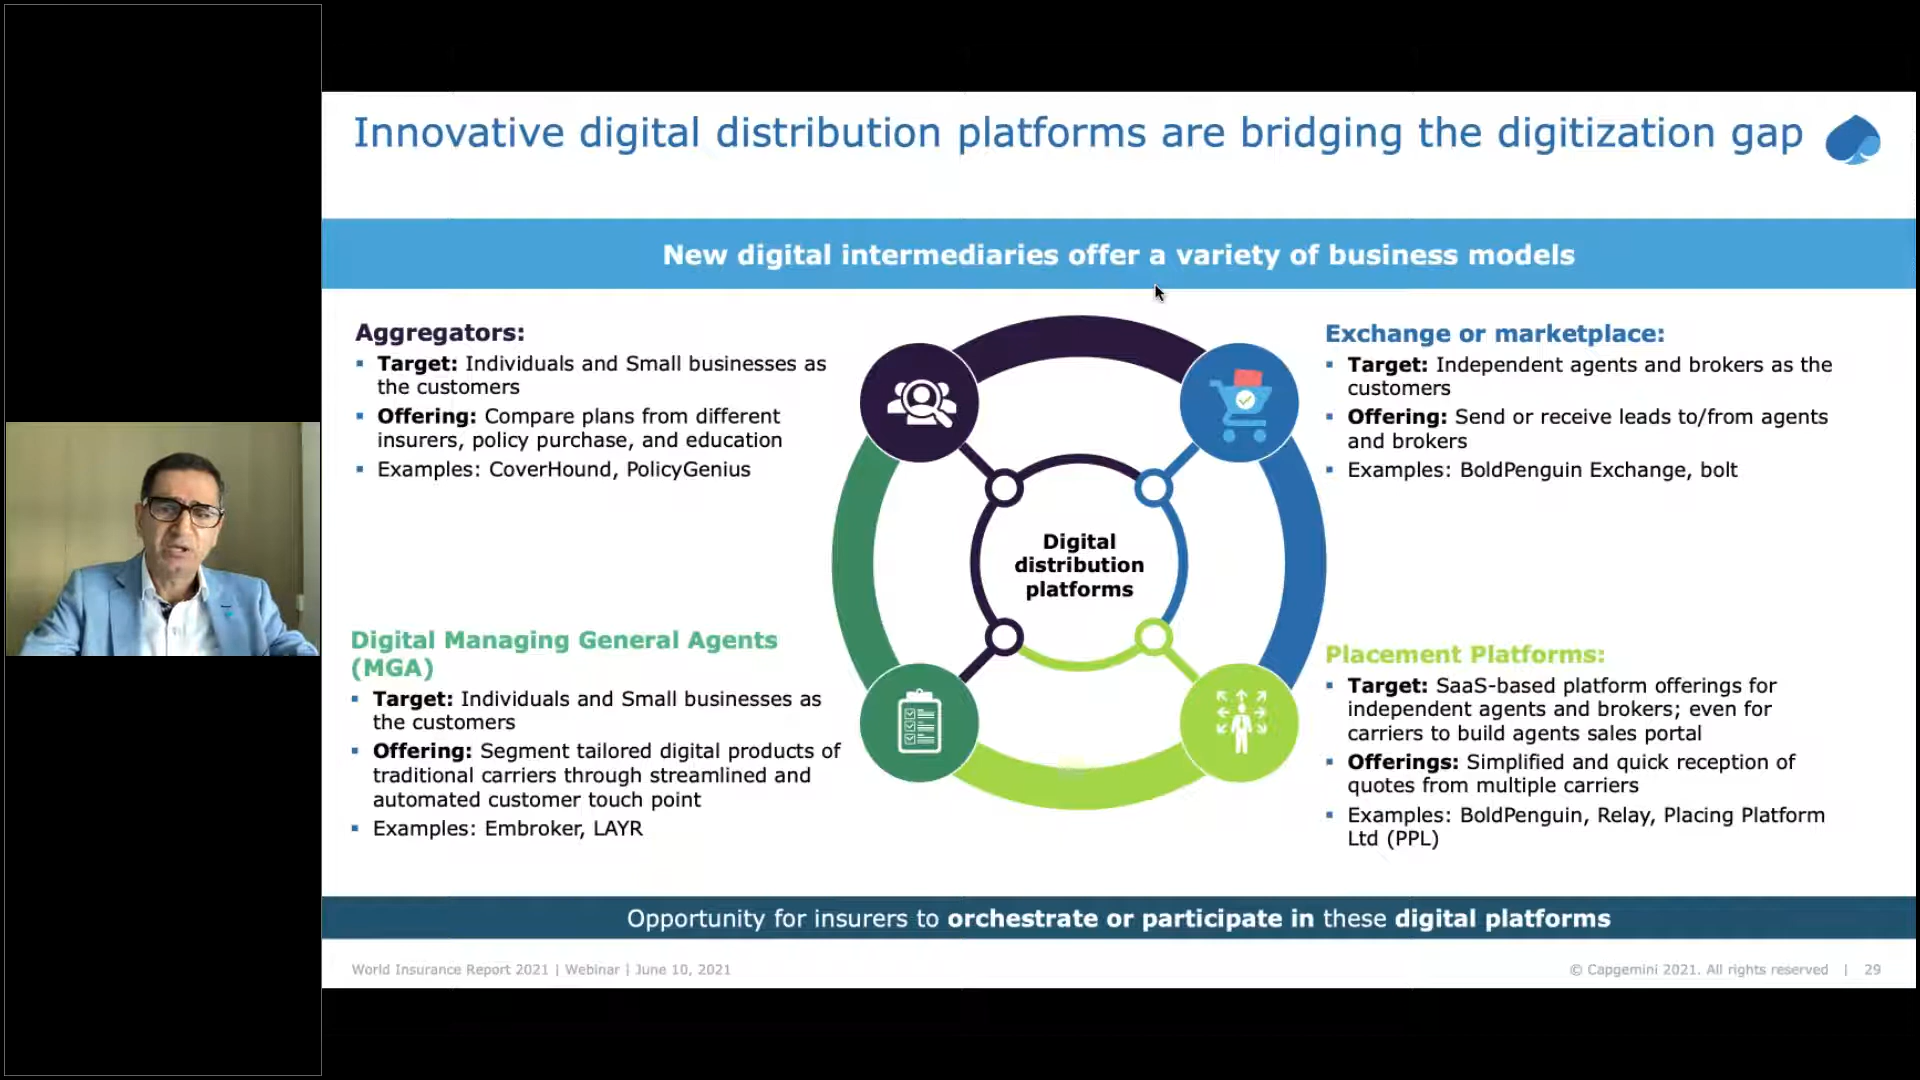 Innovative digital distribution platforms are bridging the digitization gap
New digital intermediaries offer a variety of business models
Aggregators:
▪ Target: Individuals and Small businesses as
the customers
▪ Offering: Compare plans from different
insurers, policy purchase, and education
▪ Examples: CoverHound, PolicyGenius
Exchange or marketplace:
▪ Target: Independent agents and brokers as the
customers
▪ Offering: Send or receive leads to/from agents
and brokers
▪ Examples: BoldPenguin Exchange, bolt
Digital
distribution
platforms
Digital Managing General Agents
(MGA)
▪ Target: Individuals and Small businesses as
the customers
▪ Offering: Segment tailored digital products of
traditional carriers through streamlined and
automated customer touch point
▪ Examples: Embroker, LAYR
Placement Platforms:
▪ Target: SaaS-based platform offerings for
independent agents and brokers; even for
carriers to build agents sales portal
▪ Offerings: Simplified and quick reception of
quotes from multiple carriers
▪ Examples: BoldPenguin, Relay, Placing Platform
Ltd (PPL)
Opportunity for insurers to orchestrate or participate in these digital platforms
World Insurance Report 2021 | Webinar | June 10, 2021
© Capgemini 2021. All rights reserved | 29